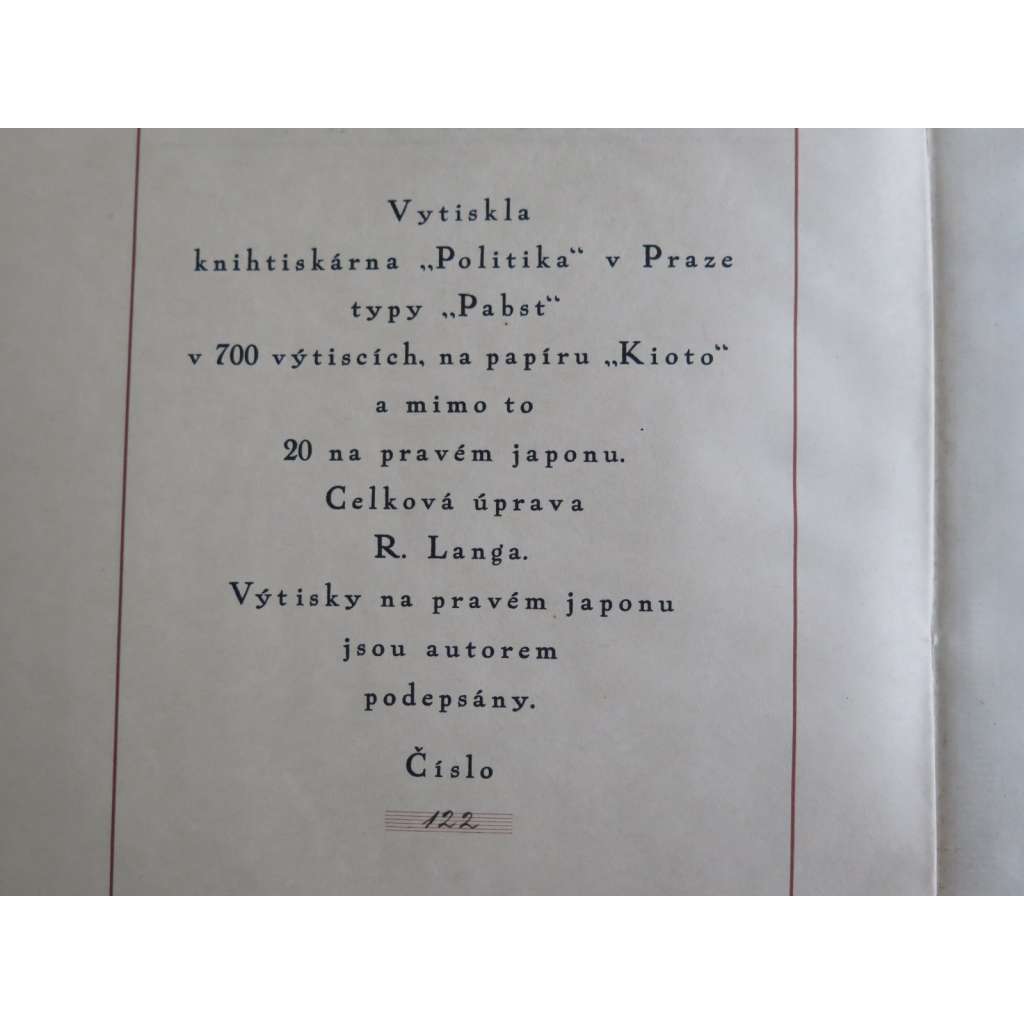 Vytiskla
knihtiskárna „Politika“ v Praze
typy „Pabst“
v 700 výtiscích, na papíru „Kioto“
a mimo to
20 na pravém japonu.
Celková úprava
R. Langa.
Výtisky na pravém japonu
jsou autorem
podepsány.
Číslo
122